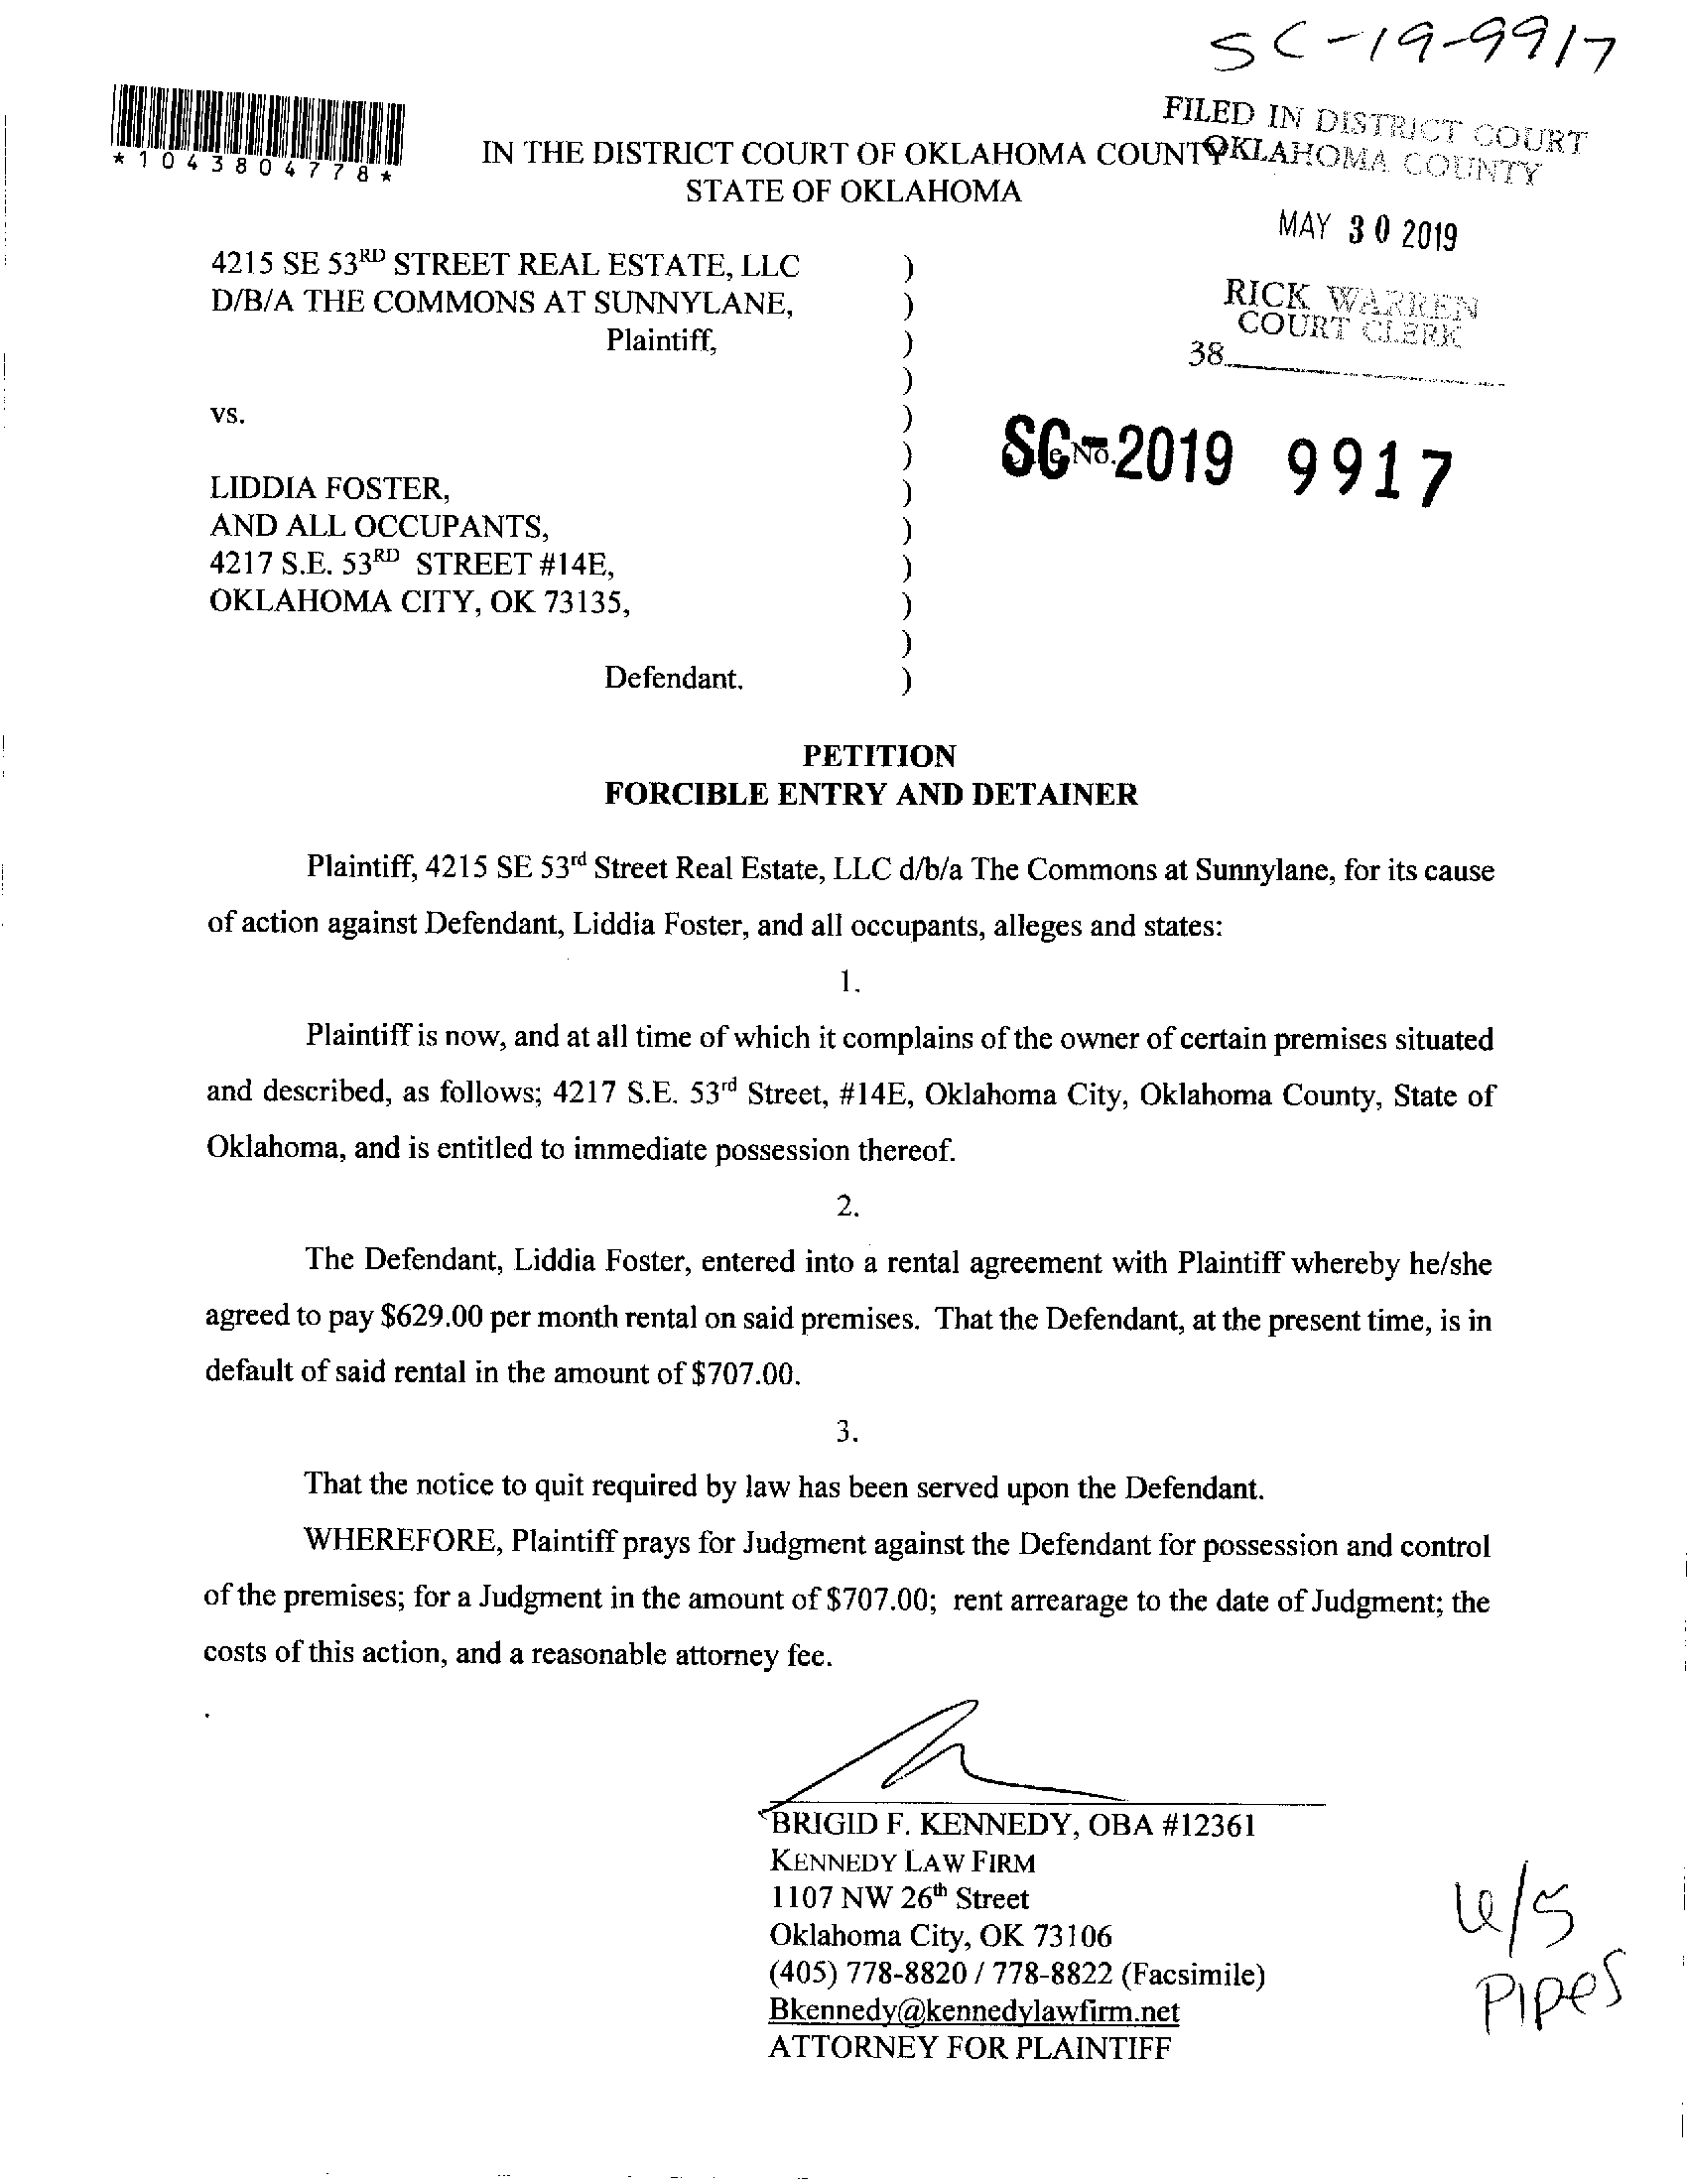 SC-19-9917
FILED IN DISTRICT COURT
OKLAHOMA COUNTY
*1043804778*
IN THE DISTRICT COURT OF OKLAHOMA COUNTY
STATE OF OKLAHOMA
MAY 30 2019
4215 SE 53RD STREET REAL ESTATE, LLC )
D/B/A THE COMMONS AT SUNNYLANE, )
Plaintiff, )
RICK WARREN
COURT CLERK
38
)
vs. )
)
SC-2019 9917
No.
LIDDIA FOSTER, )
AND ALL OCCUPANTS, )
4217 S.E. 53RD STREET #14E, )
OKLAHOMA CITY, OK 73135, )
)
Defendant. )
PETITION
FORCIBLE ENTRY AND DETAINER
Plaintiff, 4215 SE 53rd Street Real Estate, LLC d/b/a The Commons at Sunnylane, for its cause
of action against Defendant, Liddia Foster, and all occupants, alleges and states:
1.
Plaintiff is now, and at all time of which it complains of the owner of certain premises situated
and described, as follows; 4217 S.E. 53rd Street, #14E, Oklahoma City, Oklahoma County, State of
Oklahoma, and is entitled to immediate possession thereof.
2.
The Defendant, Liddia Foster, entered into a rental agreement with Plaintiff whereby he/she
agreed to pay $629.00 per month rental on said premises. That the Defendant, at the present time, is in
default of said rental in the amount of $707.00.
3.
That the notice to quit required by law has been served upon the Defendant.
WHEREFORE, Plaintiff prays for Judgment against the Defendant for possession and control
of the premises; for a Judgment in the amount of $707.00; rent arrearage to the date of Judgment; the
costs of this action, and a reasonable attorney fee.
BRIGID F. KENNEDY, OBA #12361
KENNEDY LAW FIRM
1107 NW 26th Street
Oklahoma City, OK 73106
(405) 778-8820 / 778-8822 (Facsimile)
Bkennedy@kennedylawfirm.net
ATTORNEY FOR PLAINTIFF
Pipes